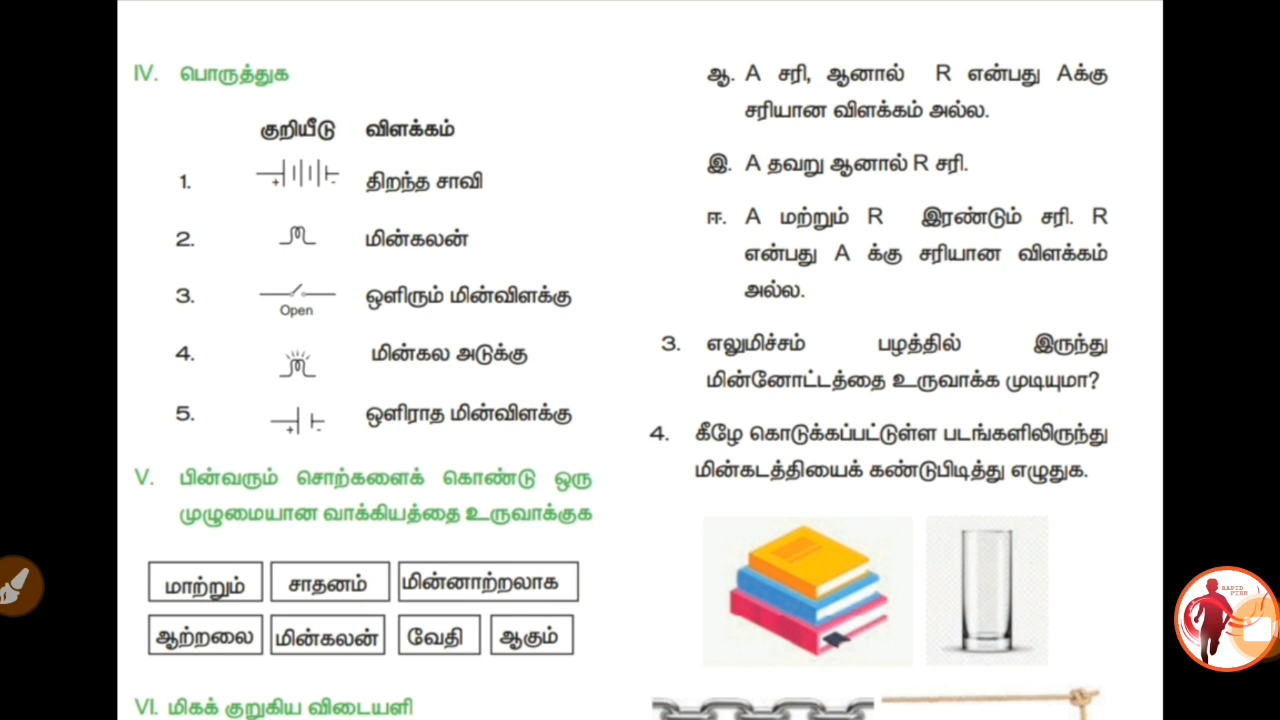 IV. பொருத்துக
குறியீடு விளக்கம்
1. + - திறந்த சாவி
2. மின்கலன்
3. Open ஒளிரும் மின்விளக்கு
4. மின்கல அடுக்கு
5. + - ஒளிராத மின்விளக்கு
V. பின்வரும் சொற்களைக் கொண்டு ஒரு
முழுமையான வாக்கியத்தை உருவாக்குக
மாற்றும் சாதனம் மின்னாற்றலாக
ஆற்றலை மின்கலன் வேதி ஆகும்
VI. மிகக் குறுகிய விடையளி
ஆ. A சரி, ஆனால் R என்பது Aக்கு
சரியான விளக்கம் அல்ல.
இ. A தவறு ஆனால் R சரி.
ஈ. A மற்றும் R இரண்டும் சரி. R
என்பது A க்கு சரியான விளக்கம்
அல்ல.
3. எலுமிச்சம் பழத்தில் இருந்து
மின்னோட்டத்தை உருவாக்க முடியுமா?
4. கீழே கொடுக்கப்பட்டுள்ள படங்களிலிருந்து
மின்கடத்தியைக் கண்டுபிடித்து எழுதுக.
RAPID